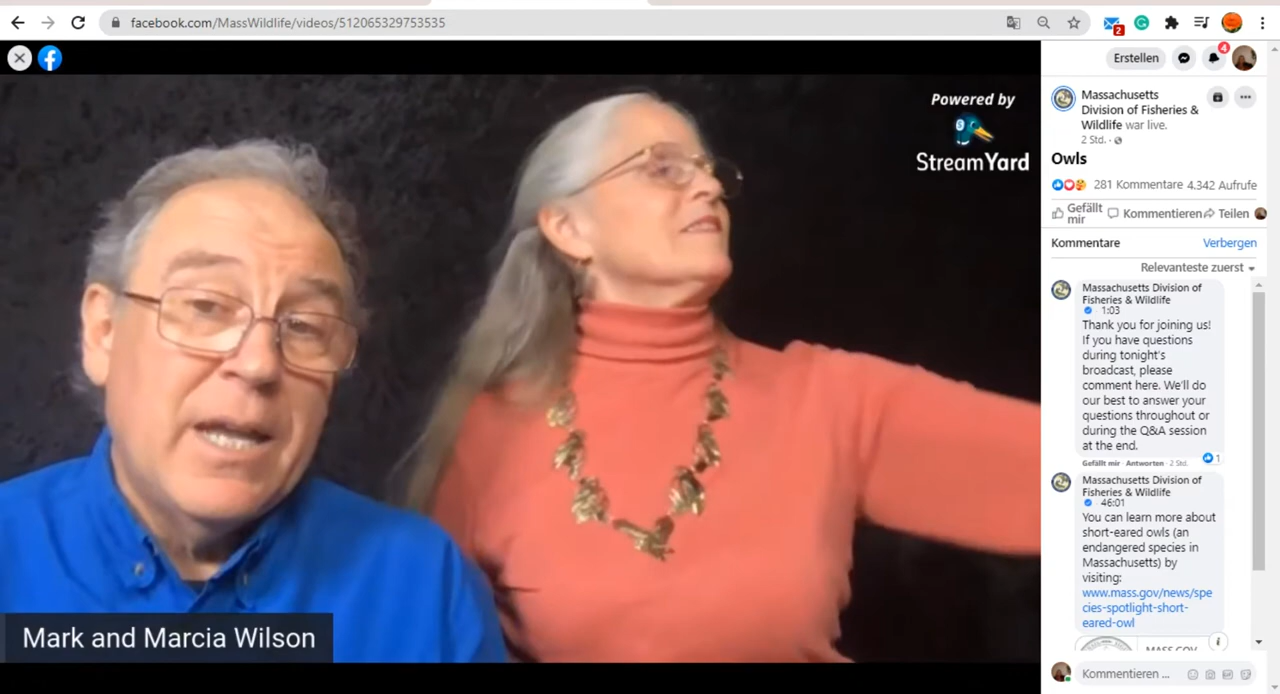 facebook.com/MassWildlife/videos/512065329753535
2
Powered by
StreamYard
Mark and Marcia Wilson
Erstellen
4
Massachusetts
Division of Fisheries &
Wildlife war live.
2 Std. ·
Owls
281 Kommentare 4.342 Aufrufe
Gefällt
mir
Kommentieren
Teilen
Kommentare
Verbergen
Relevanteste zuerst
Massachusetts Division of
Fisheries & Wildlife
· 1:03
Thank you for joining us!
If you have questions
during tonight's
broadcast, please
comment here. We'll do
our best to answer your
questions throughout or
during the Q&A session
at the end.
1
Gefällt mir · Antworten · 2 Std.
Massachusetts Division of
Fisheries & Wildlife
· 46:01
You can learn more about
short-eared owls (an
endangered species in
Massachusetts) by
visiting:
www.mass.gov/news/spe
cies-spotlight-short-
eared-owl
MASS.GOV
i
Kommentieren ...